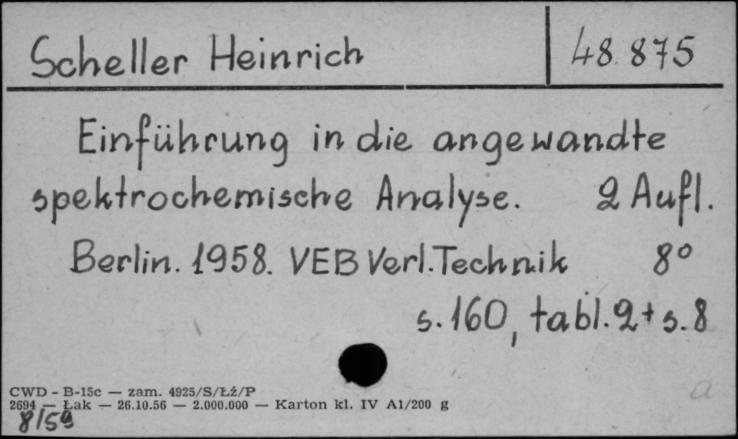 Scheller Heinrich
48.875
Einführung in die angewandte
spektrochemische Analyse. 2 Aufl.
Berlin. 1958. VEB Verl. Technik 8°
s. 160, tabl. 2 + s. 8
CWD - B-15c — zam. 4925/S/Łż/P
2694 — Łak — 26.10.56 — 2.000.000 — Karton kl. IV A1/200 g
8/59
a